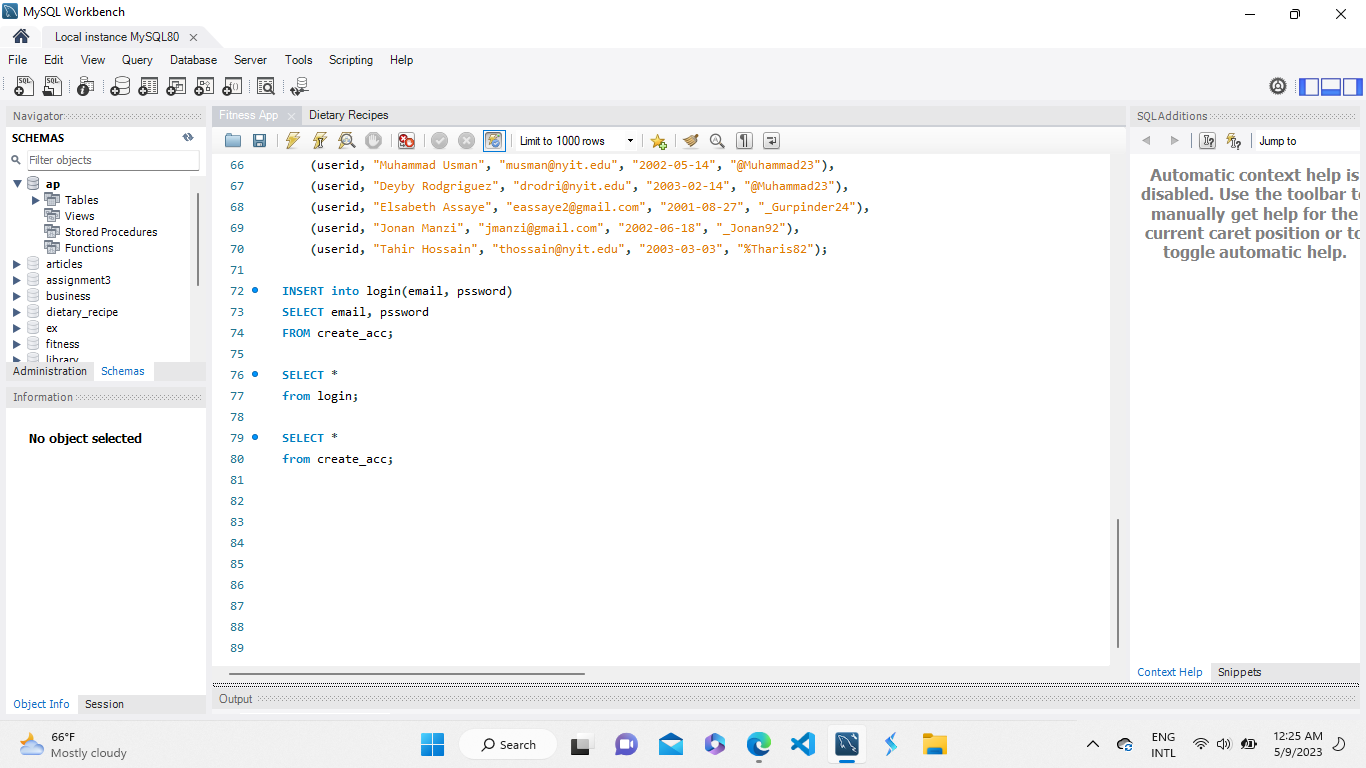 MySQL Workbench
Local instance MySQL80
File Edit View Query Database Server Tools Scripting Help
Navigator
SCHEMAS
Filter objects
ap
Tables
Views
Stored Procedures
Functions
articles
assignment3
business
dietary_recipe
ex
fitness
library
Administration Schemas
Information
No object selected
Object Info Session
Fitness App Dietary Recipes
Limit to 1000 rows
66 (userid, "Muhammad Usman", "musman@nyit.edu", "2002-05-14", "@Muhammad23"),
67 (userid, "Deyby Rodgriguez", "drodri@nyit.edu", "2003-02-14", "@Muhammad23"),
68 (userid, "Elsabeth Assaye", "eassaye2@gmail.com", "2001-08-27", "_Gurpinder24"),
69 (userid, "Jonan Manzi", "jmanzi@gmail.com", "2002-06-18", "_Jonan92"),
70 (userid, "Tahir Hossain", "thossain@nyit.edu", "2003-03-03", "%Tharis82");
71
72 INSERT into login(email, pssword)
73 SELECT email, pssword
74 FROM create_acc;
75
76 SELECT *
77 from login;
78
79 SELECT *
80 from create_acc;
81
82
83
84
85
86
87
88
89
Output
SQLAdditions
Jump to
Automatic context help is
disabled. Use the toolbar to
manually get help for the
current caret position or to
toggle automatic help.
Context Help Snippets
66°F
Mostly cloudy
Search
ENG
INTL
12:25 AM
5/9/2023